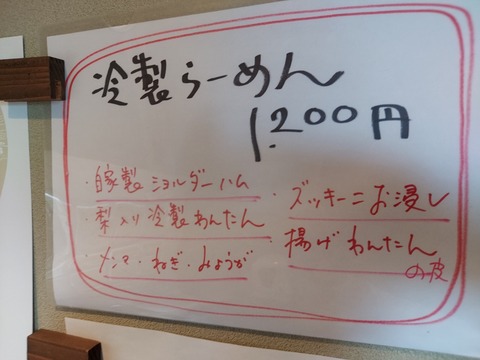 冷製らーめん
1.200円
・自家製ショルダーハム
・梨入り冷製わんたん
・メンマ・ねぎ・みょうが
・ズッキーニお浸し
・揚げわんたん
の皮